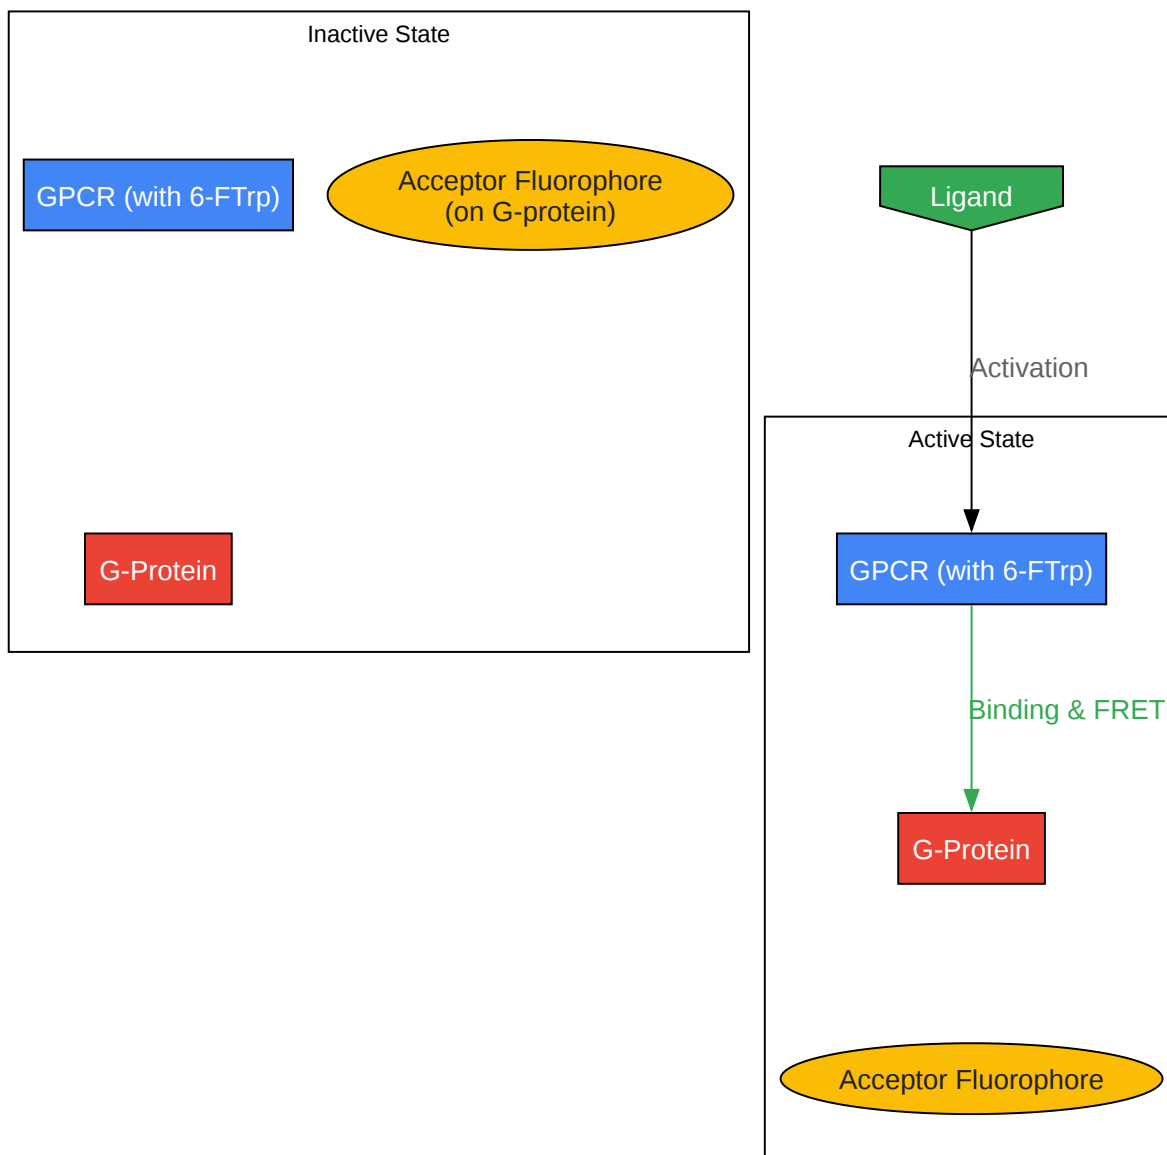 Inactive State
GPCR (with 6-FTrp)
Acceptor Fluorophore
(on G-protein)
G-Protein
Ligand
Activation
Active State
GPCR (with 6-FTrp)
Binding & FRET
G-Protein
Acceptor Fluorophore